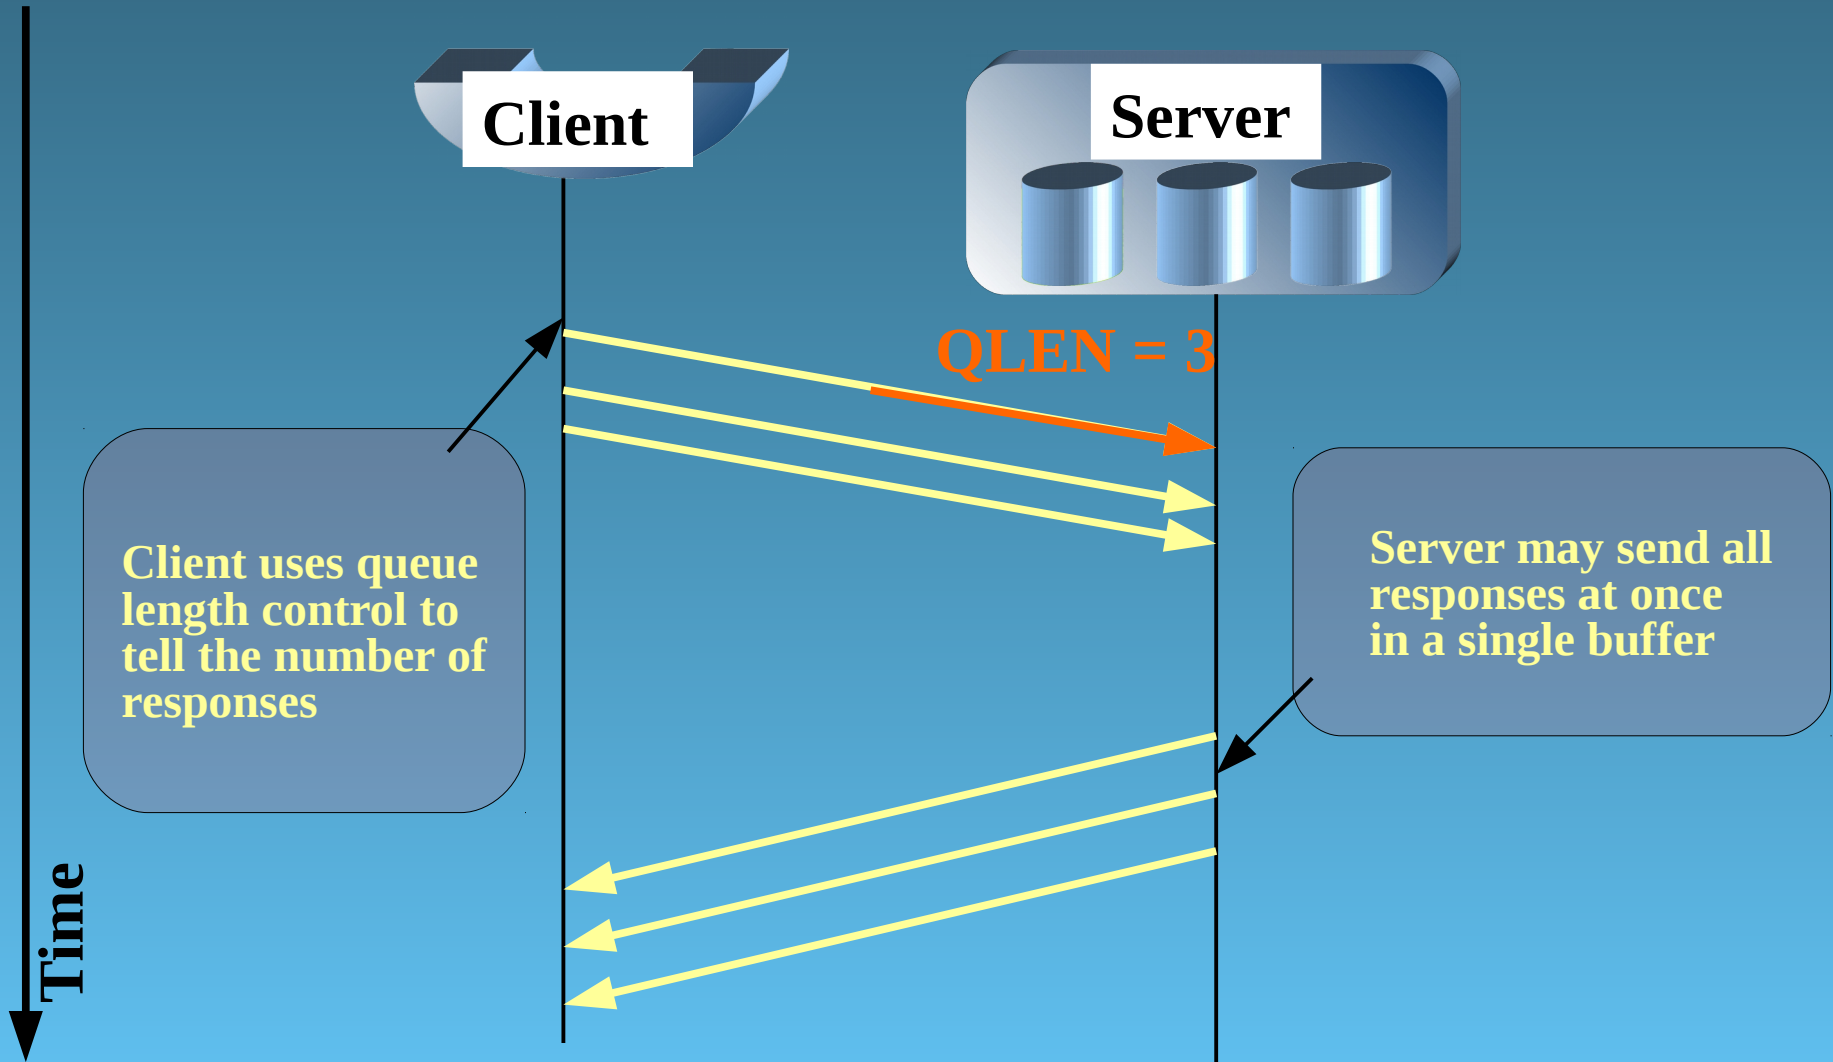 Client
Server
QLEN = 3
Client uses queue
length control to
tell the number of
responses
Server may send all
responses at once
in a single buffer
Time